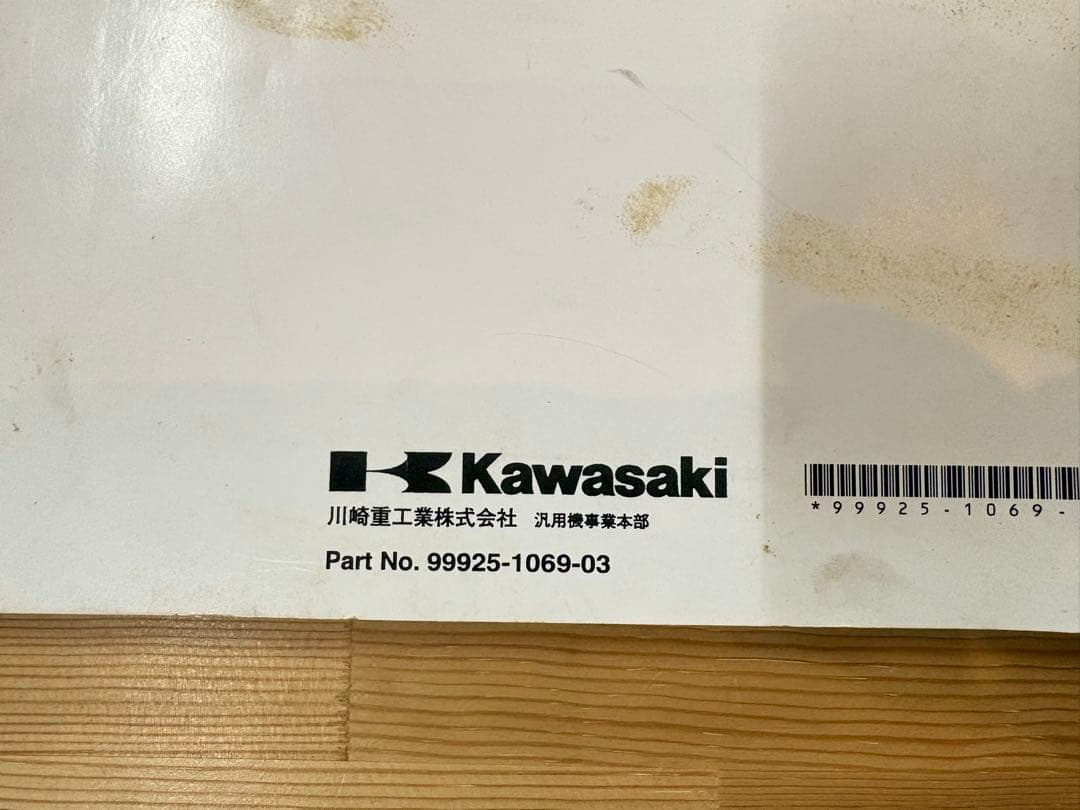 Kawasaki
川崎重工業株式会社 汎用機事業本部
Part No. 99925-1069-03
*99925-1069-